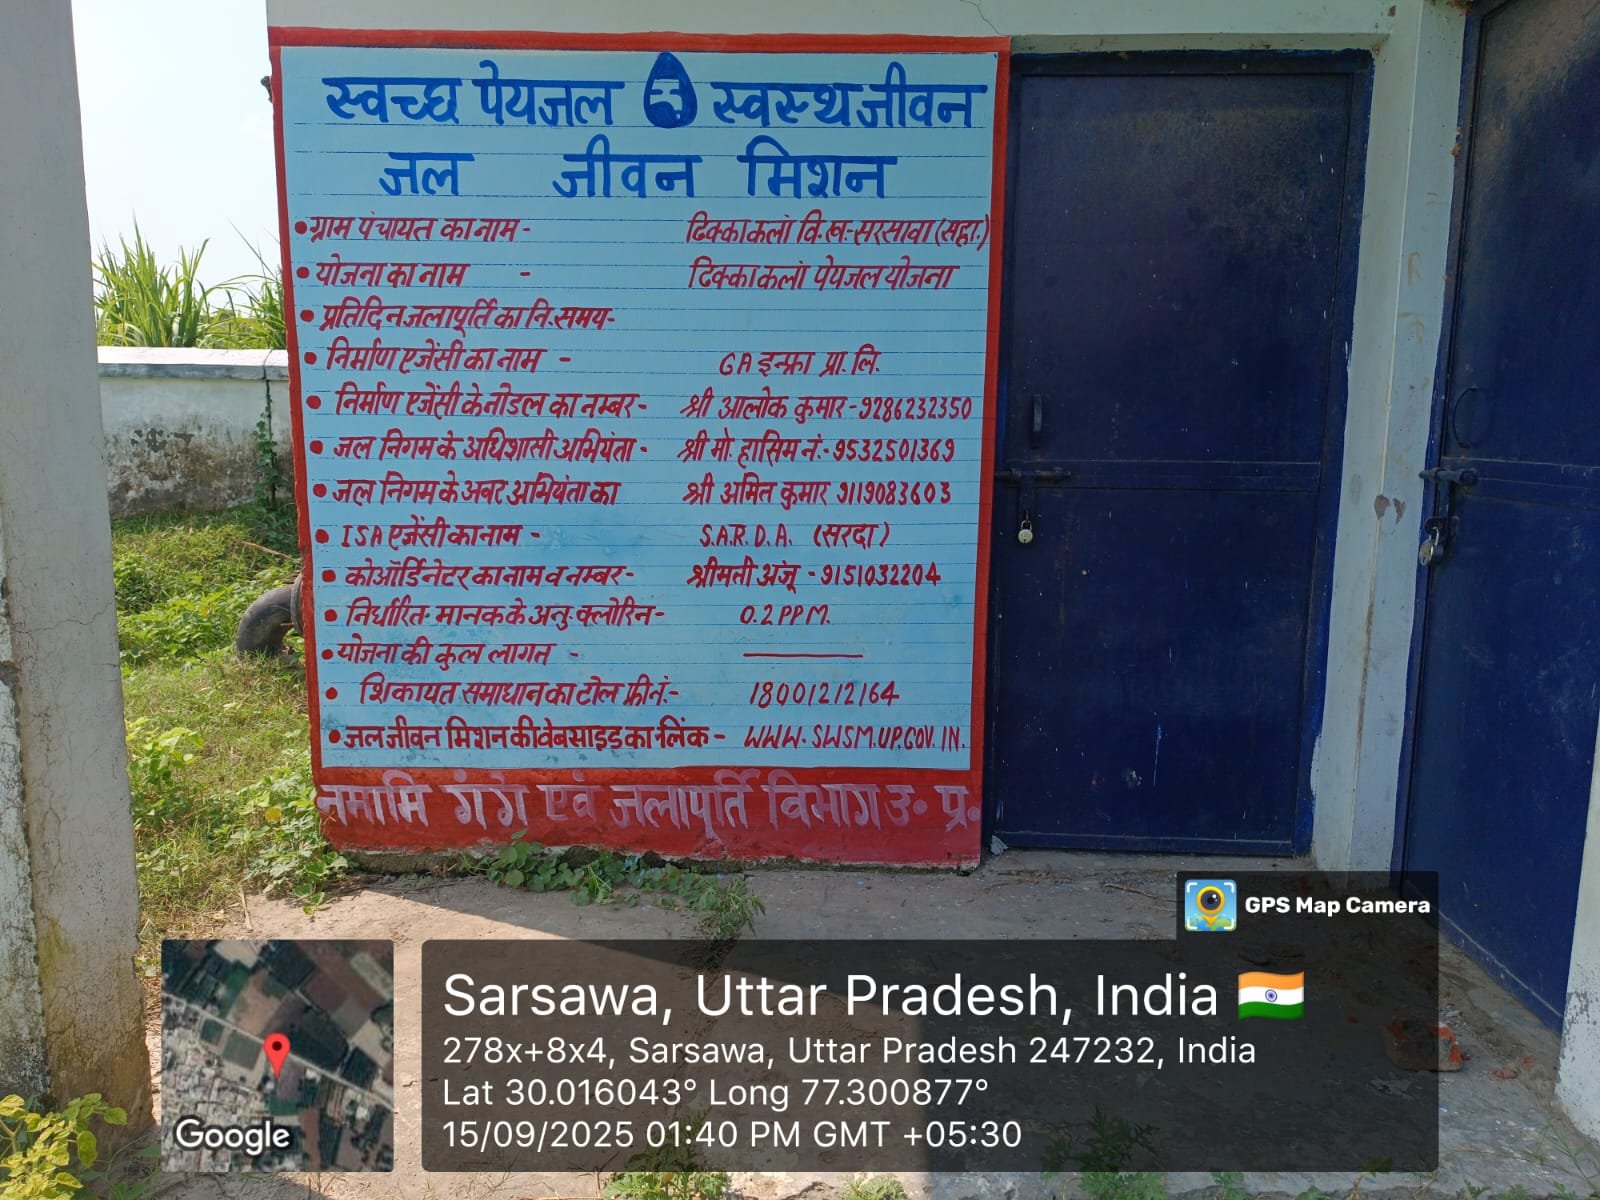 स्वच्छ पेयजल स्वस्थ जीवन
जल जीवन मिशन
•ग्राम पंचायत का नाम- ढिक्काकलां वि.ख.-सरसावा (सहा.)
•योजना का नाम - ढिक्काकलां पेयजल योजना
•प्रतिदिन जलापूर्ति का नि.समय-
•निर्माण एजेंसी का नाम - GA इन्फ्रा प्रा. लि.
•निर्माण एजेंसी के नोडल का नम्बर- श्री आलोक कुमार-9286232350
•जल निगम के अधिशासी अभियंता- श्री मो. हासिम नं.-9532501369
•जल निगम के अवर अभियंता का श्री अमित कुमार 9119083603
•ISA एजेंसी का नाम - S.A.R.D.A. (सरदा)
•कोऑर्डिनेटर का नाम व नम्बर- श्रीमती अंजू -9151032204
•निर्धारित मानक के अनु. क्लोरिन- 0.2 PPM.
•योजना की कुल लागत - ————
•शिकायत समाधान का टोल फ्री नं.- 18001212164
•जल जीवन मिशन की वेबसाइड का लिंक- WWW.SWSM.UP.GOV.IN.
नमामि गंगे एवं जलापूर्ति विभाग उ॰ प्र॰
GPS Map Camera
Sarsawa, Uttar Pradesh, India
278x+8x4, Sarsawa, Uttar Pradesh 247232, India
Lat 30.016043° Long 77.300877°
15/09/2025 01:40 PM GMT +05:30
Google